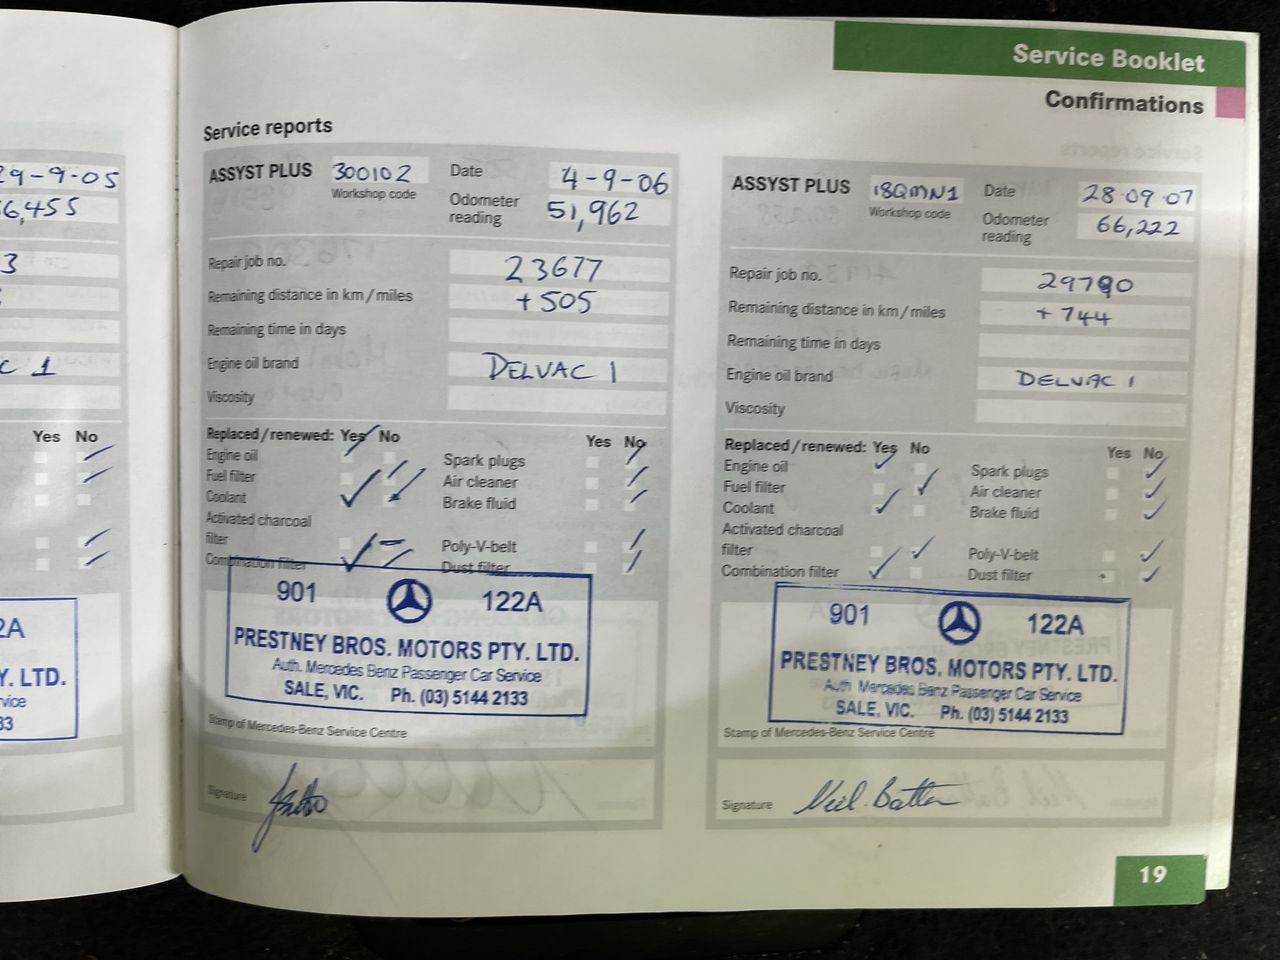 Service Booklet
Confirmations
29-9-05
6,455
3
C 1
Yes No
2A
Y. LTD.
vice
33
Service reports
ASSYST PLUS 300102 Date 4-9-06
Workshop code
Odometer reading 51,962
Repair job no. 23677
Remaining distance in km/miles +505
Remaining time in days
Engine oil brand DELVAC 1
Viscosity
Replaced/renewed: Yes No Yes No
Engine oil Spark plugs
Fuel filter Air cleaner
Coolant Brake fluid
Activated charcoal
filter Poly-V-belt
Combination filter Dust filter
901 122A
PRESTNEY BROS. MOTORS PTY. LTD.
Auth. Mercedes Benz Passenger Car Service
SALE, VIC. Ph. (03) 5144 2133
Stamp of Mercedes-Benz Service Centre
Signature
ASSYST PLUS 18QMN1 Date 28.09.07
Workshop code
Odometer reading 66,222
Repair job no. 29790
Remaining distance in km/miles +744
Remaining time in days
Engine oil brand DELVAC 1
Viscosity
Replaced/renewed: Yes No Yes No
Engine oil Spark plugs
Fuel filter Air cleaner
Coolant Brake fluid
Activated charcoal
filter Poly-V-belt
Combination filter Dust filter
901 122A
PRESTNEY BROS. MOTORS PTY. LTD.
Auth. Mercedes Benz Passenger Car Service
SALE, VIC. Ph. (03) 5144 2133
Stamp of Mercedes-Benz Service Centre
Signature Neil. Batten
19